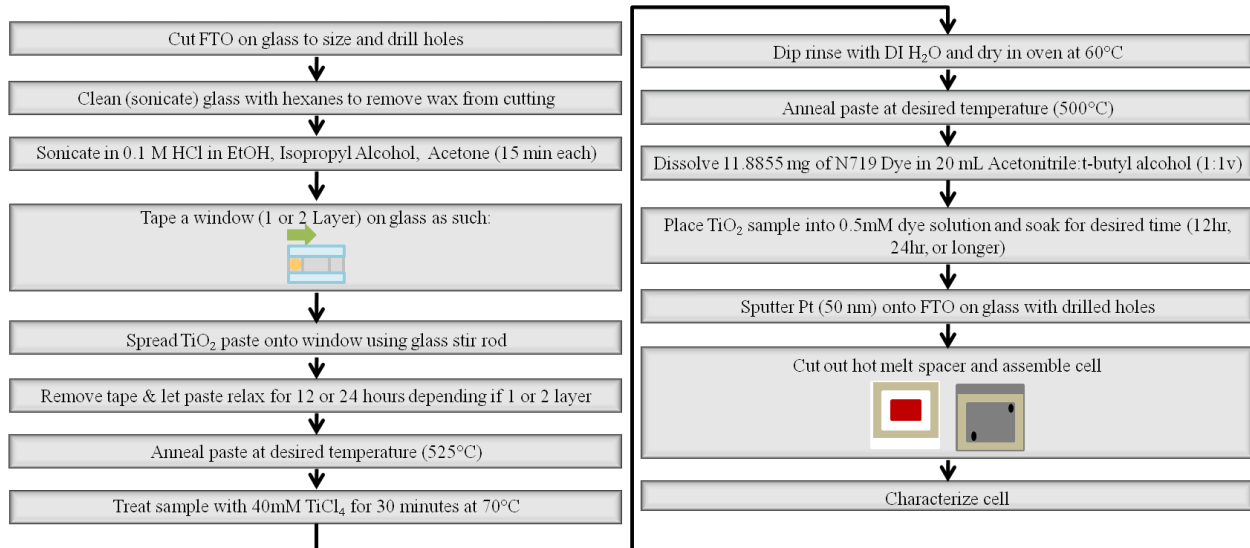 Cut FTO on glass to size and drill holes
Clean (sonicate) glass with hexanes to remove wax from cutting
Sonicate in 0.1 M HCl in EtOH, Isopropyl Alcohol, Acetone (15 min each)
Tape a window (1 or 2 Layer) on glass as such:
Spread TiO₂ paste onto window using glass stir rod
Remove tape & let paste relax for 12 or 24 hours depending if 1 or 2 layer
Anneal paste at desired temperature (525°C)
Treat sample with 40mM TiCl₄ for 30 minutes at 70°C
Dip rinse with DI H₂O and dry in oven at 60°C
Anneal paste at desired temperature (500°C)
Dissolve 11.8855 mg of N719 Dye in 20 mL Acetonitrile:t-butyl alcohol (1:1v)
Place TiO₂ sample into 0.5mM dye solution and soak for desired time (12hr,
24hr, or longer)
Sputter Pt (50 nm) onto FTO on glass with drilled holes
Cut out hot melt spacer and assemble cell
Characterize cell